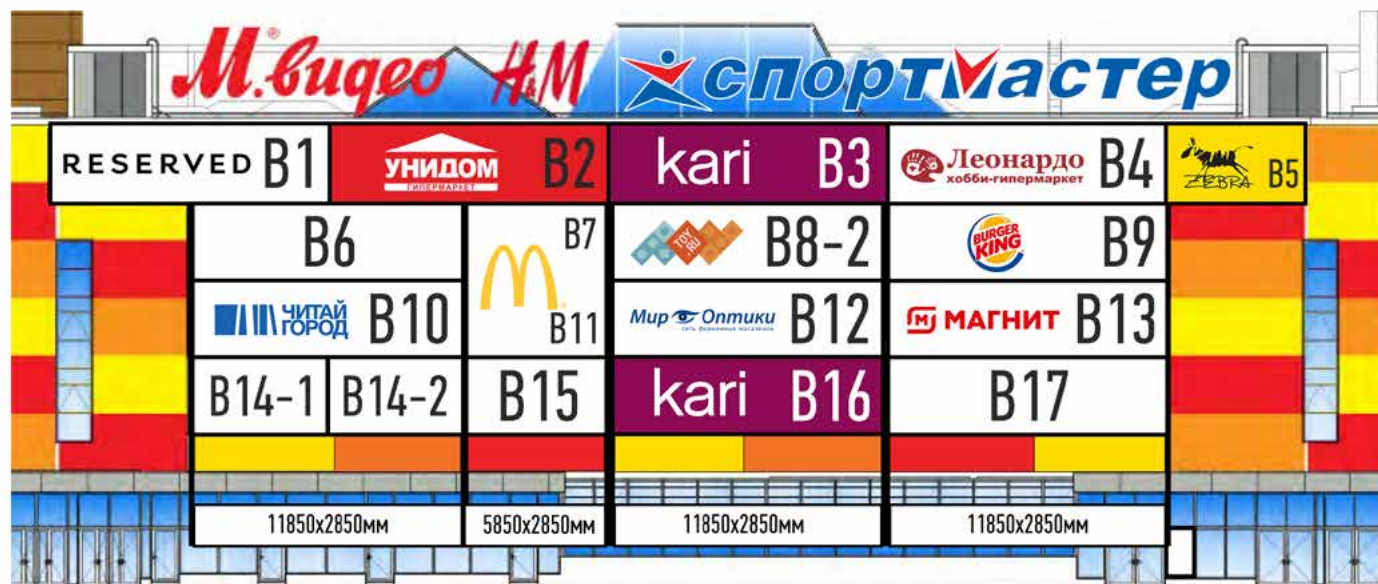 М.видео H&M спортмастер
RESERVED B1 УНИДОМ ГИПЕРМАРКЕТ B2 kari B3 Леонардо хобби-гипермаркет B4 ZEBRA B5
B6 B7 TOY.RU B8-2 BURGER KING B9
ЧИТАЙ ГОРОД B10 B11 Мир Оптики сеть фирменных магазинов B12 МАГНИТ B13
B14-1 B14-2 B15 kari B16 B17
11850x2850мм 5850x2850мм 11850x2850мм 11850x2850мм